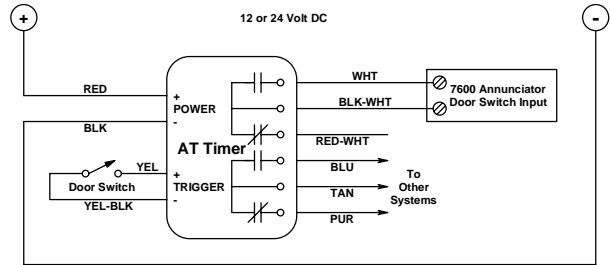 +
12 or 24 Volt DC
-
RED
BLK
+
POWER
-
AT Timer
YEL
Door Switch
YEL-BLK
+
TRIGGER
-
WHT
BLK-WHT
RED-WHT
BLU
TAN
PUR
7600 Annunciator
Door Switch Input
To
Other
Systems